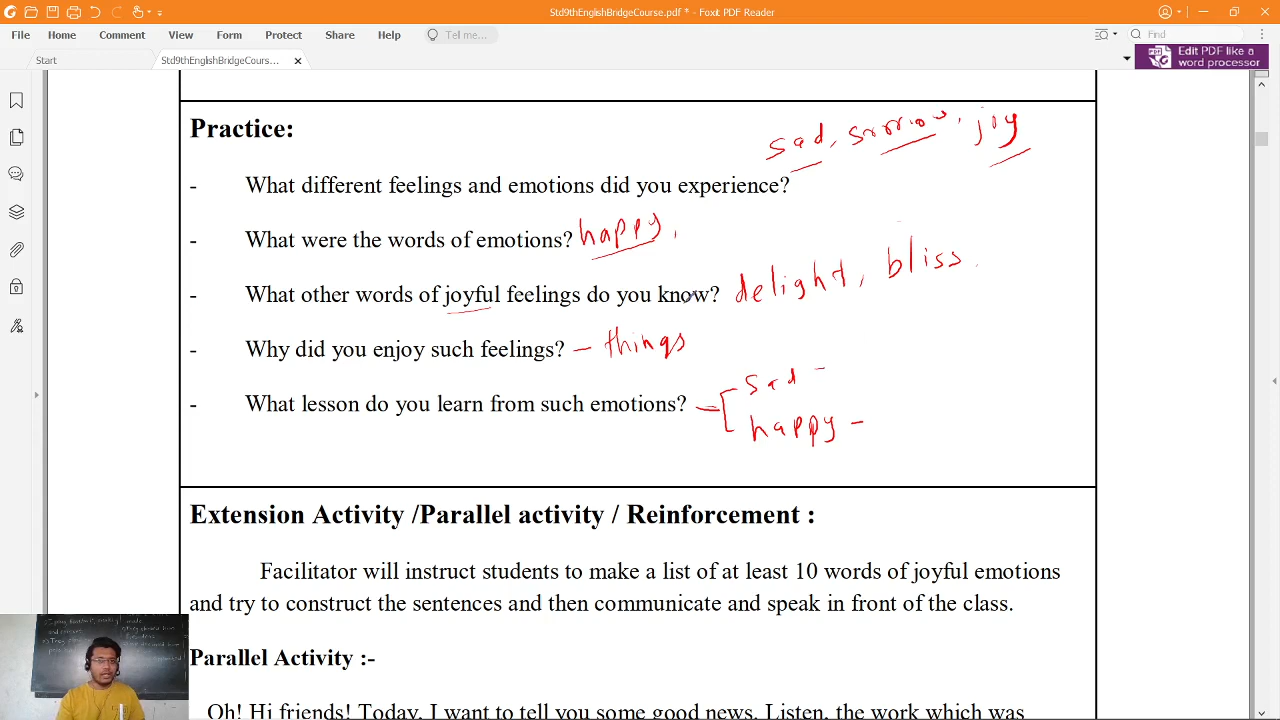 Std9thEnglishBridgeCourse.pdf * - Foxit PDF Reader
File Home Comment View Form Protect Share Help Tell me... Find
Start Std9thEnglishBridgeCours... Edit PDF like a
word processor
Practice:
sad, sorrow, joy
- What different feelings and emotions did you experience?
- What were the words of emotions? happy,
- What other words of joyful feelings do you know? delight, bliss
- Why did you enjoy such feelings? – things
- What lesson do you learn from such emotions? – [ sad –
happy –
Extension Activity /Parallel activity / Reinforcement :
Facilitator will instruct students to make a list of at least 10 words of joyful emotions
and try to construct the sentences and then communicate and speak in front of the class.
Parallel Activity :-
Oh! Hi friends! Today, I want to tell you some good news. Listen, the work which was